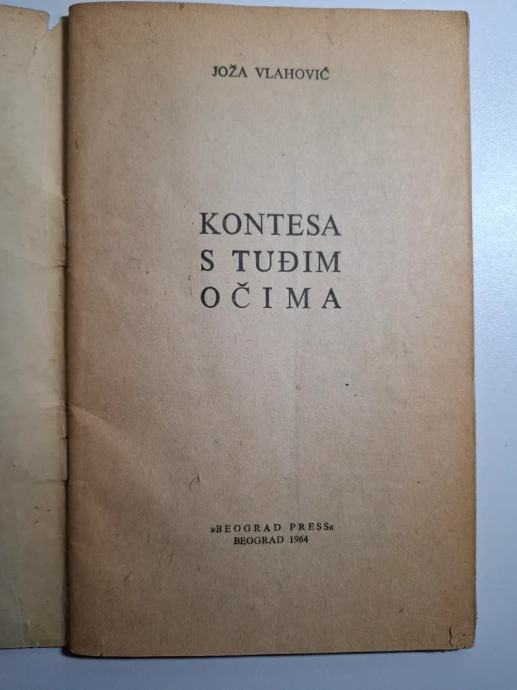 JOŽA VLAHOVIĆ
KONTESA
S TUĐIM
OČIMA
»BEOGRAD PRESS«
BEOGRAD 1964